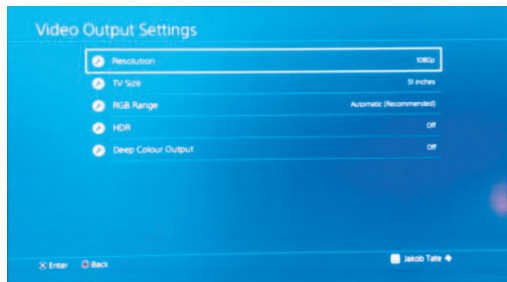 Video Output Settings
Resolution 1080p
TV Size 51 inches
RGB Range Automatic (Recommended)
HDR Off
Deep Colour Output Off
Enter Back Jakob Tate